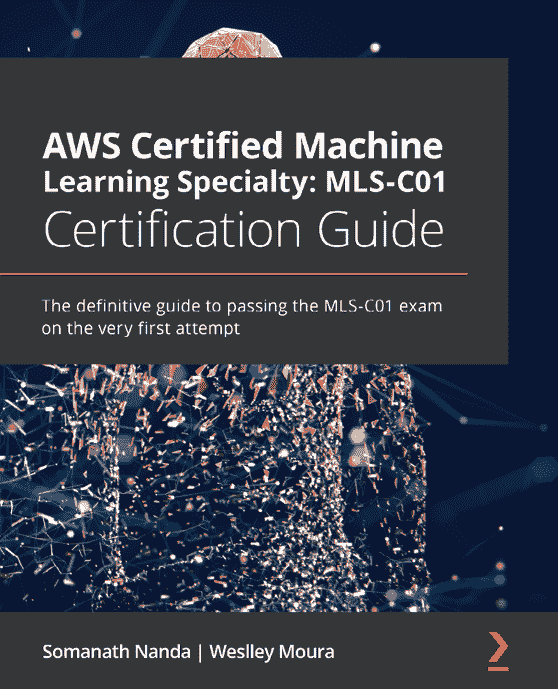 AWS Certified Machine
Learning Specialty: MLS-C01
Certification Guide
The definitive guide to passing the MLS-C01 exam
on the very first attempt
Somanath Nanda | Weslley Moura